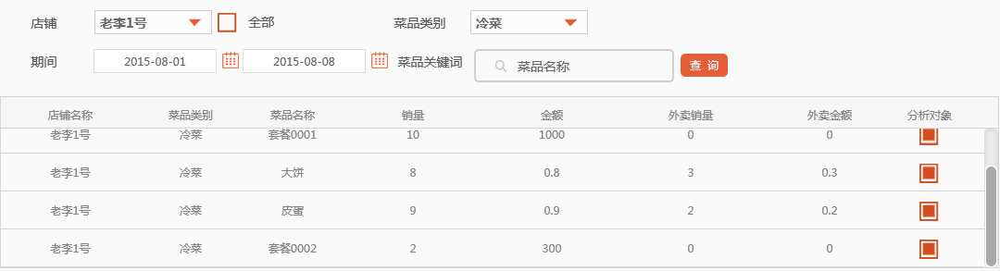 店铺 老李1号 全部 菜品类别 冷菜
期间 2015-08-01 2015-08-08 菜品关键词 菜品名称 查 询
店铺名称 菜品类别 菜品名称 销量 金额 外卖销量 外卖金额 分析对象
老李1号 冷菜 套餐0001 10 1000 0 0
老李1号 冷菜 大饼 8 0.8 3 0.3
老李1号 冷菜 皮蛋 9 0.9 2 0.2
老李1号 冷菜 套餐0002 2 300 0 0